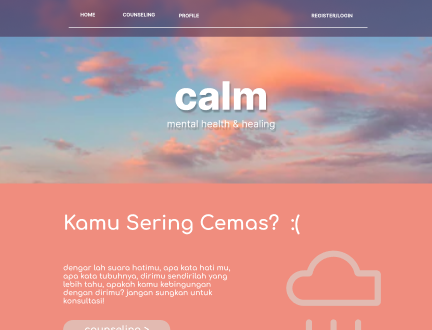 HOME COUNSELING PROFILE REGISTER/LOGIN
calm
mental health & healing
Kamu Sering Cemas? :(
dengar lah suara hatimu, apa kata hati mu,
apa kata tubuhnya, dirimu sendirilah yang
lebih tahu, apakah kamu kebingungan
dengan dirimu? jangan sungkan untuk
konsultasi!
counseling >